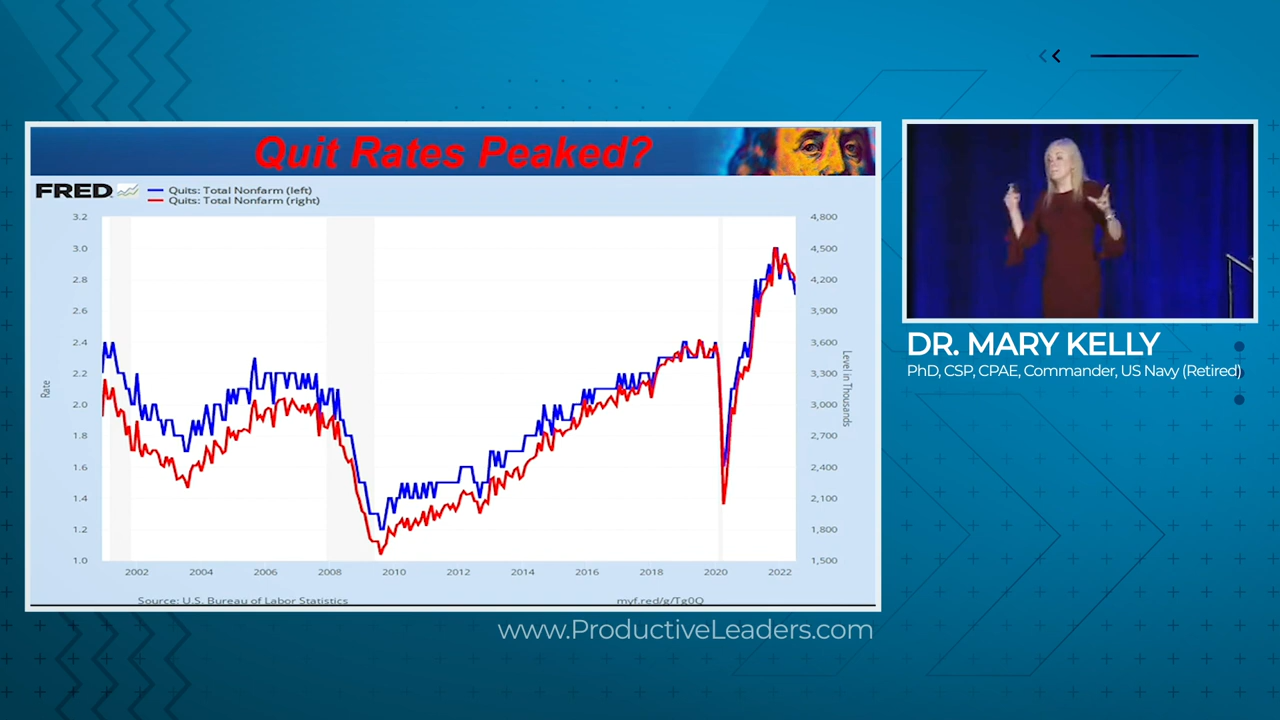 Quit Rates Peaked?
FRED
Quits: Total Nonfarm (left)
Quits: Total Nonfarm (right)
3.2
3.0
2.8
2.6
2.4
2.2
2.0
1.8
1.6
1.4
1.2
1.0
Rate
4,800
4,500
4,200
3,900
3,600
3,300
3,000
2,700
2,400
2,100
1,800
1,500
Level in Thousands
2002 2004 2006 2008 2010 2012 2014 2016 2018 2020 2022
Source: U.S. Bureau of Labor Statistics
myf.red/g/Tg0Q
DR. MARY KELLY
PhD, CSP, CPAE, Commander, US Navy (Retired)
www.ProductiveLeaders.com